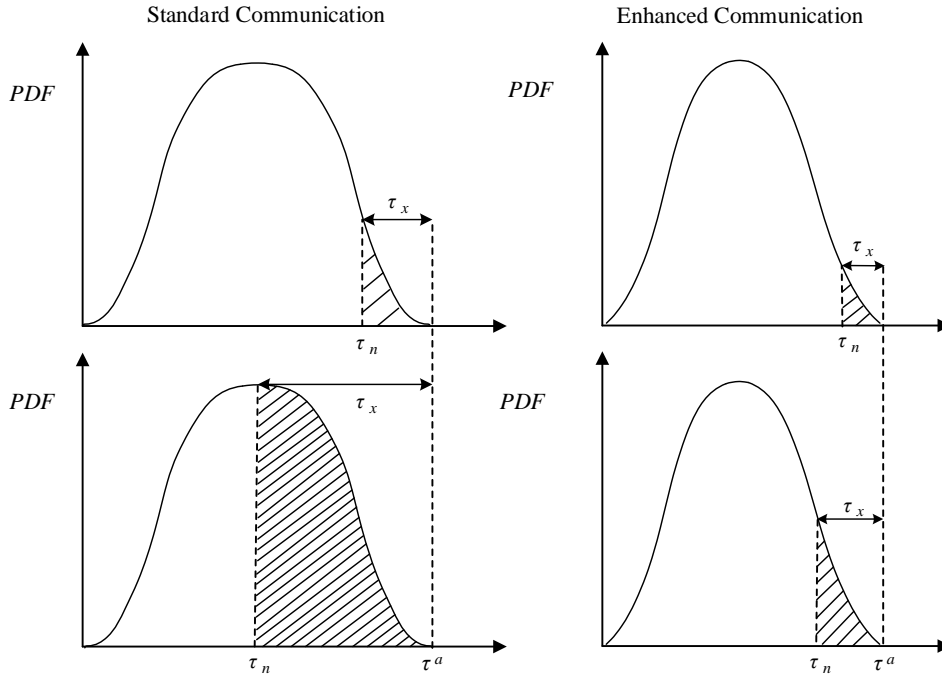 Standard Communication
Enhanced Communication
PDF
τ x
τ n
PDF
τ x
τ n
PDF
τ x
τ n
τ a
PDF
τ x
τ n
τ a